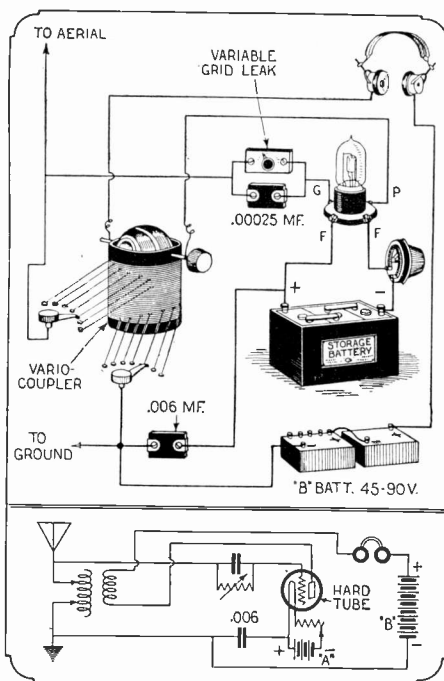 TO AERIAL
VARIABLE
GRID LEAK
G
P
.00025 MF.
F
F
+
-
STORAGE
BATTERY
VARIO-
COUPLER
.006 MF.
TO
GROUND
"B" BATT. 45-90 V.
HARD
TUBE
+
"B"
-
.006
+
"A"
-